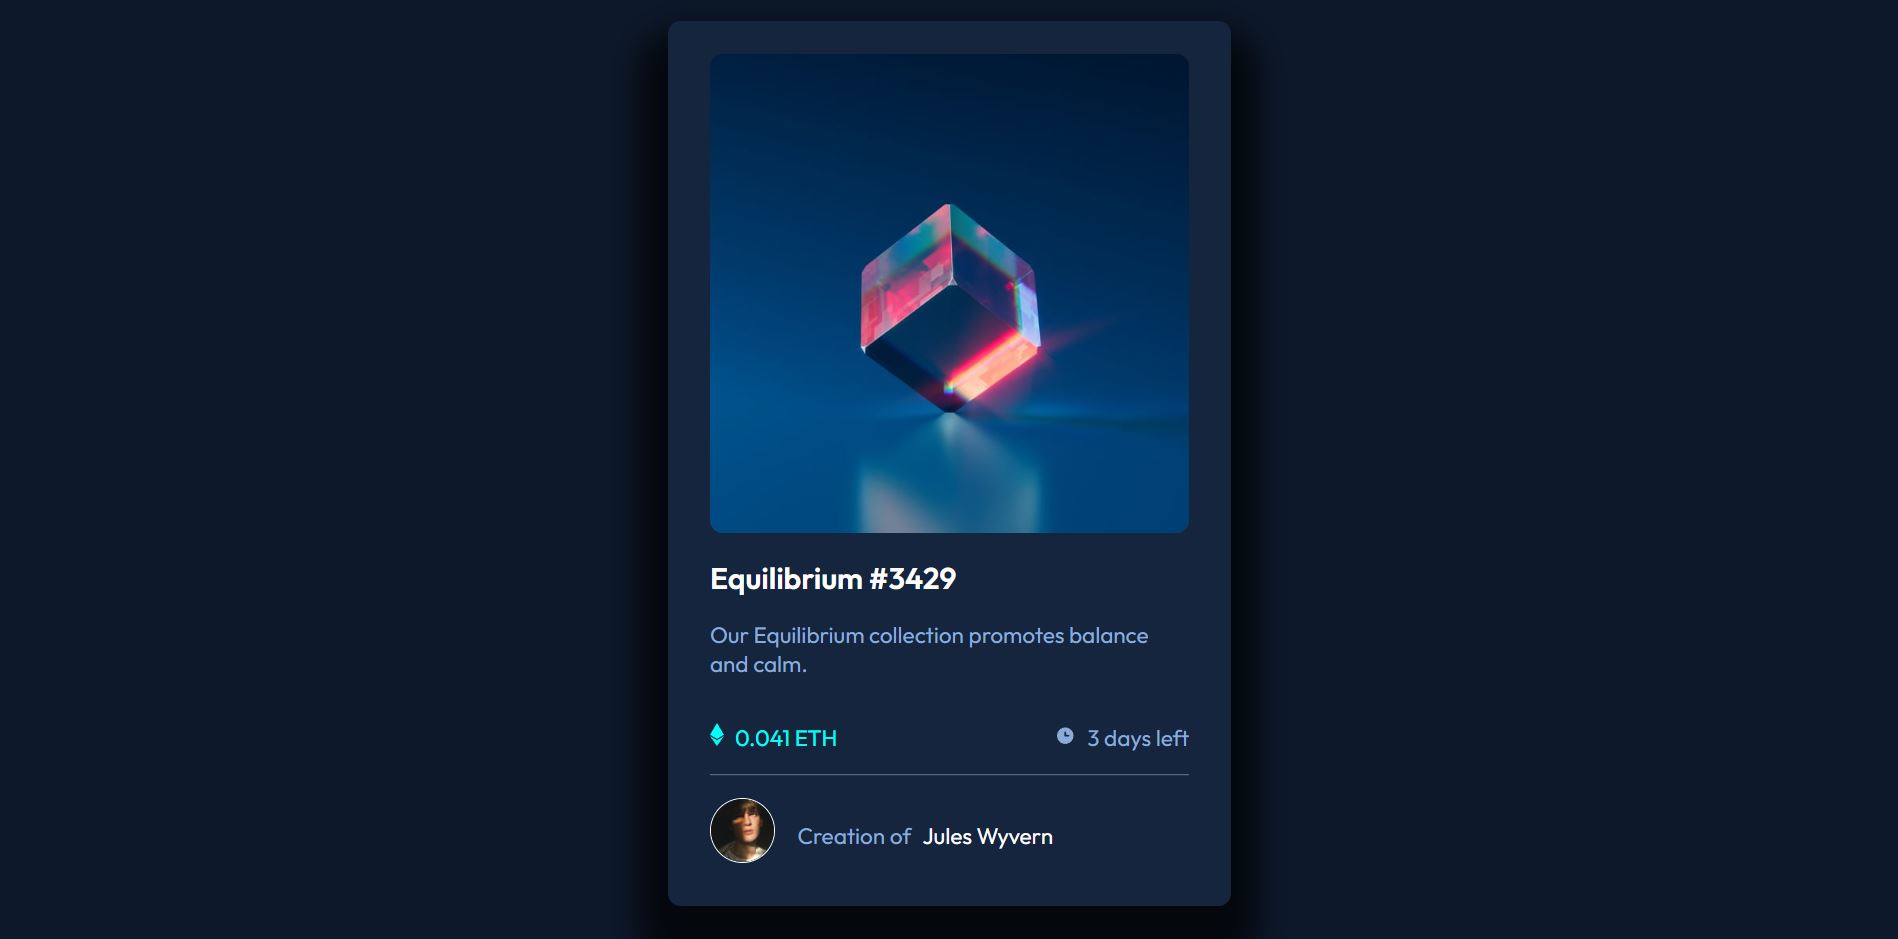 Equilibrium #3429
Our Equilibrium collection promotes balance
and calm.
0.041 ETH
3 days left
Creation of Jules Wyvern